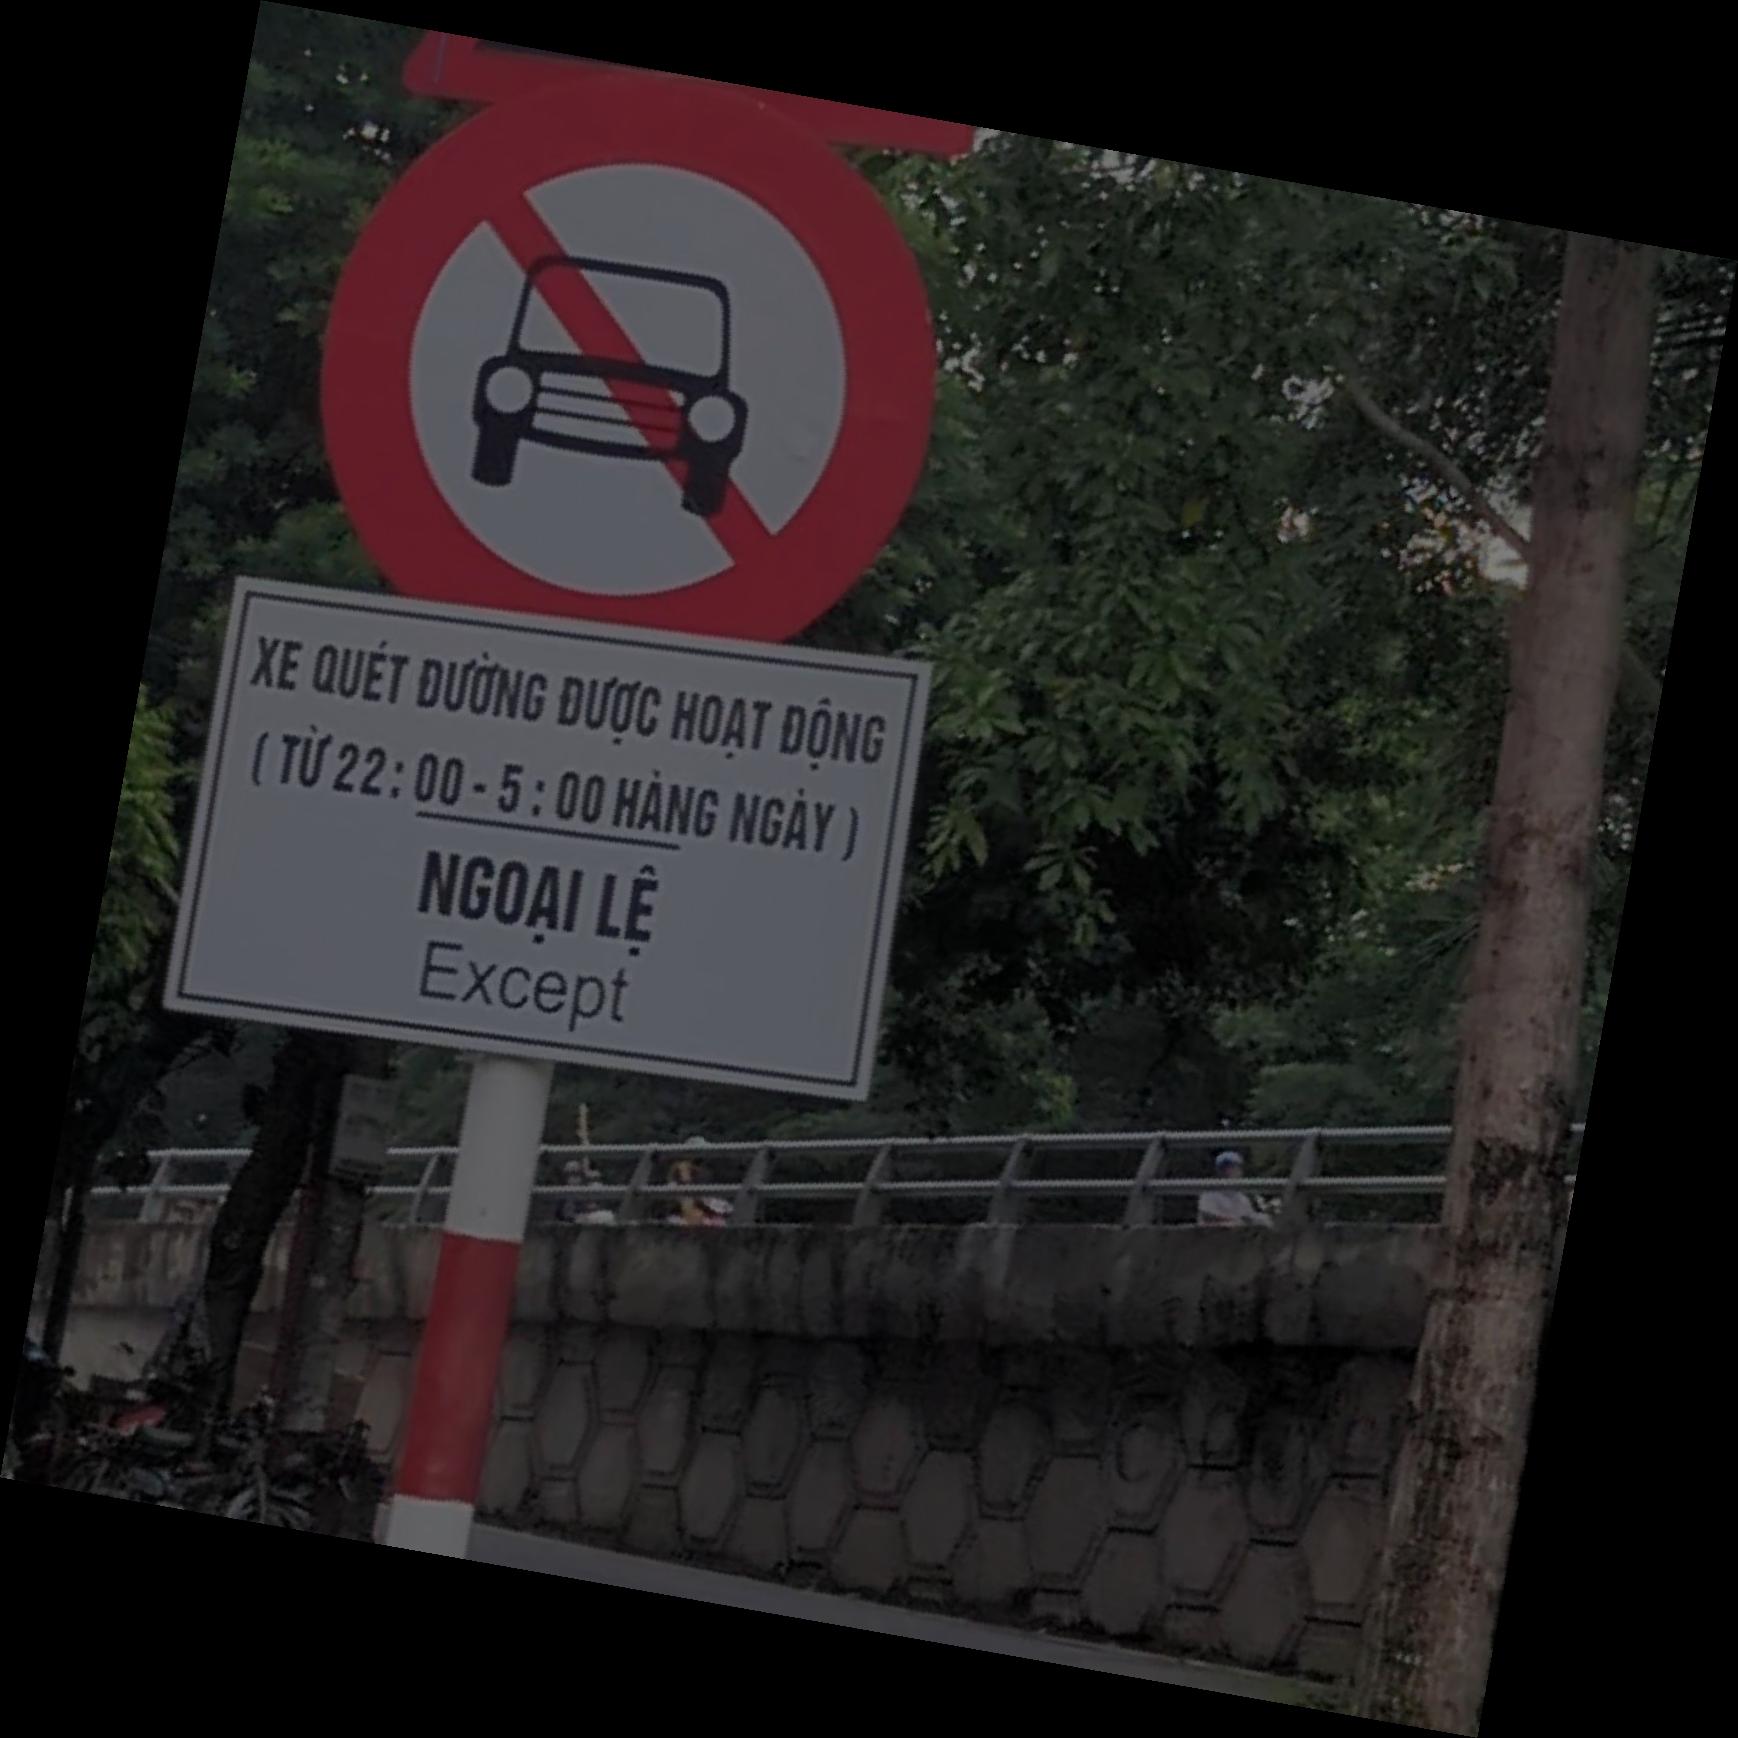 XE QUÉT ĐƯỜNG ĐƯỢC HOẠT ĐỘNG
( TỪ 22 : 00 - 5 : 00 HÀNG NGÀY )
NGOẠI LỆ
Except